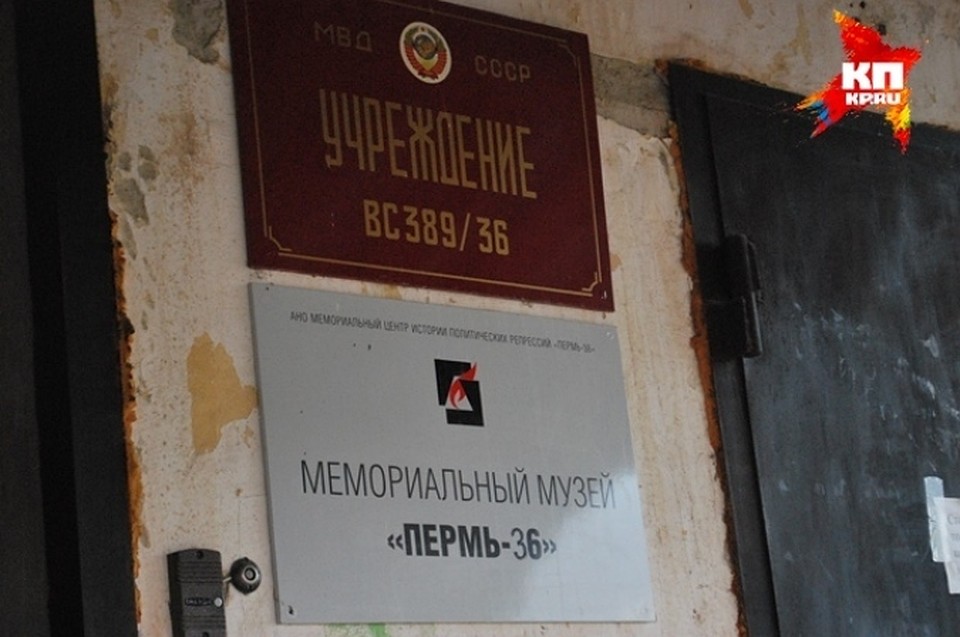 МВД СССР
УЧРЕЖДЕНИЕ
ВС389/36
АНО МЕМОРИАЛЬНЫЙ ЦЕНТР ИСТОРИИ ПОЛИТИЧЕСКИХ РЕПРЕССИЙ «ПЕРМЬ-36»
МЕМОРИАЛЬНЫЙ МУЗЕЙ
«ПЕРМЬ-36»
КП
KP.RU